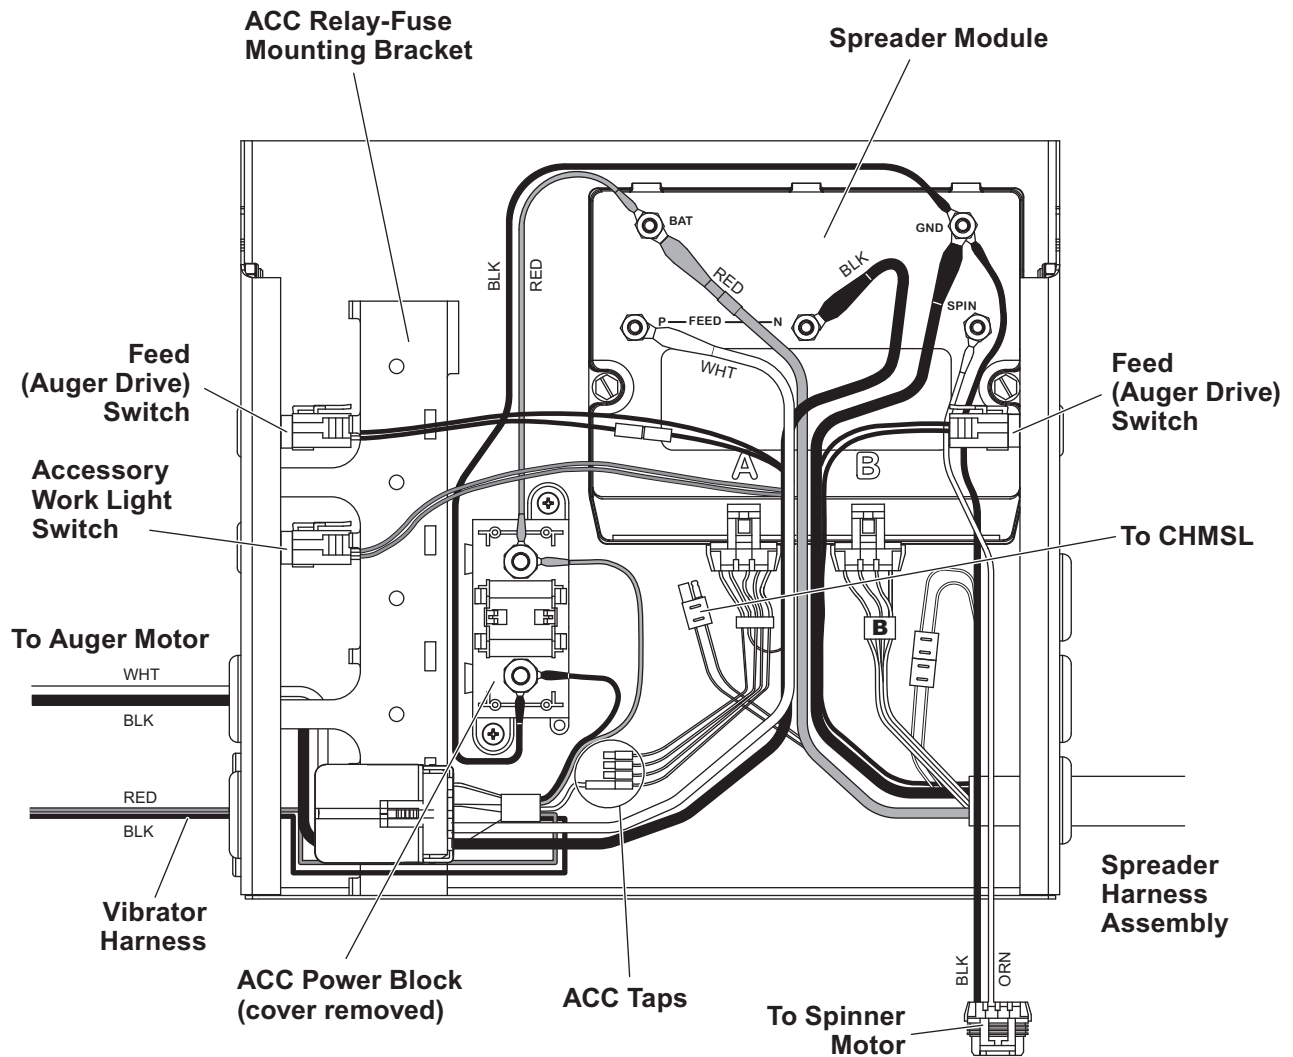 ACC Relay-Fuse
Mounting Bracket
Spreader Module
BAT
GND
BLK
RED
RED
BLK
SPIN
P
FEED
N
WHT
Feed
(Auger Drive)
Switch
Feed
(Auger Drive)
Switch
Accessory
Work Light
Switch
A
B
To CHMSL
B
To Auger Motor
WHT
BLK
RED
BLK
Vibrator
Harness
Spreader
Harness
Assembly
ACC Power Block
(cover removed)
ACC Taps
BLK
ORN
To Spinner
Motor